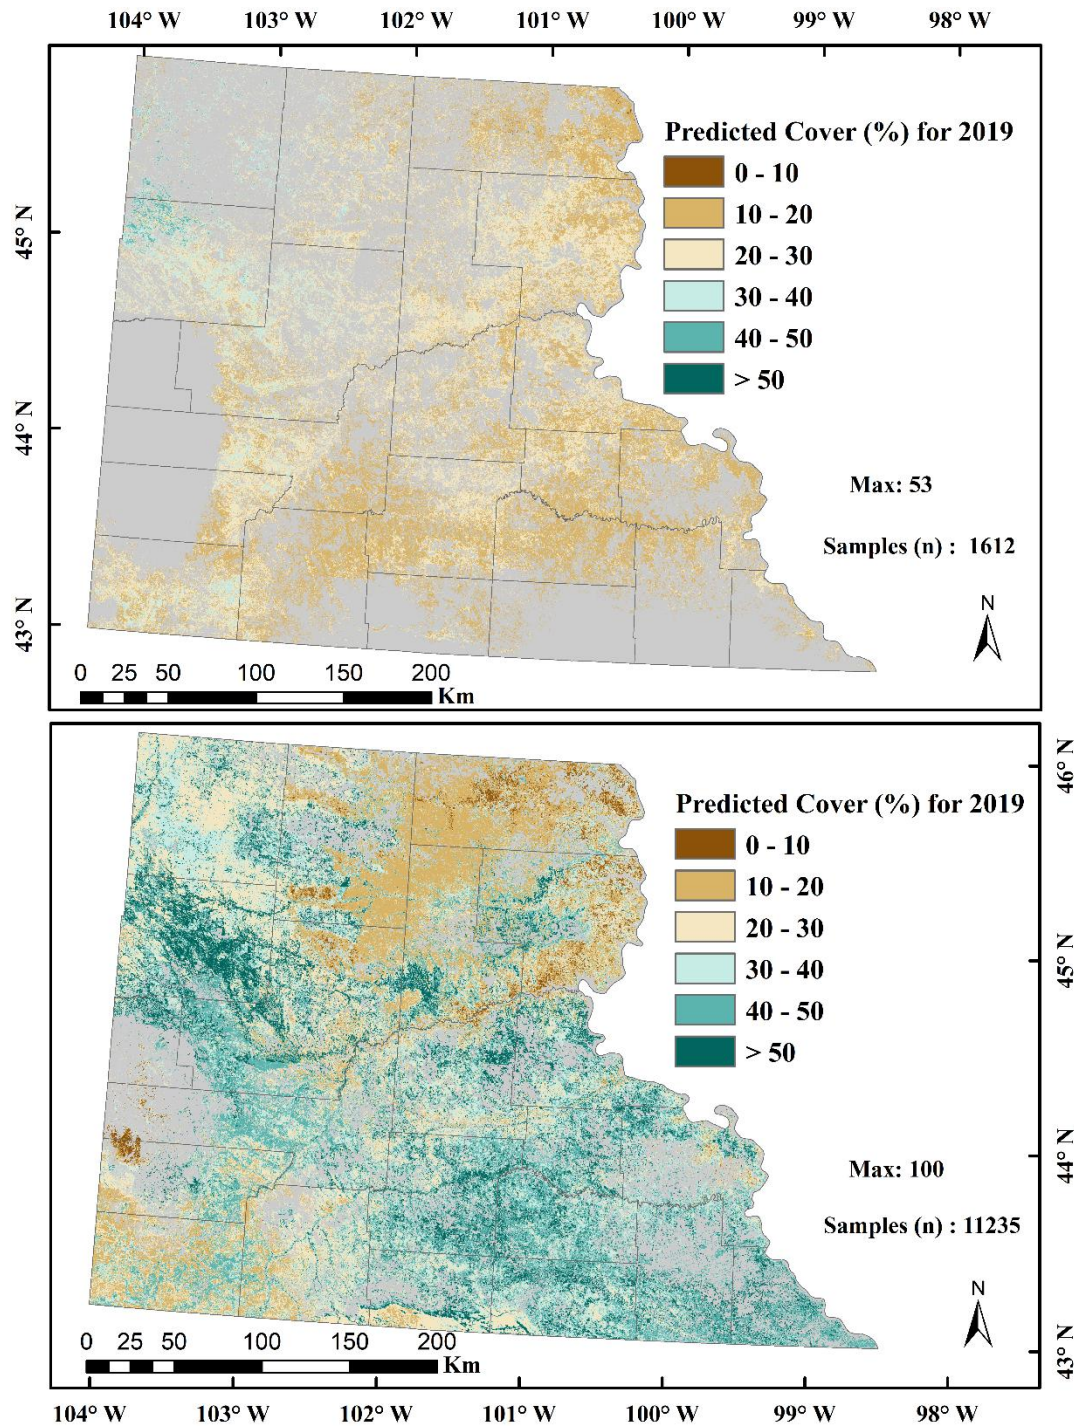 104° W 103° W 102° W 101° W 100° W 99° W 98° W
45° N
44° N
43° N
Predicted Cover (%) for 2019
0 - 10
10 - 20
20 - 30
30 - 40
40 - 50
> 50
Max: 53
Samples (n) : 1612
N
0 25 50 100 150 200
Km
Predicted Cover (%) for 2019
0 - 10
10 - 20
20 - 30
30 - 40
40 - 50
> 50
Max: 100
Samples (n) : 11235
N
0 25 50 100 150 200
Km
46° N
45° N
44° N
43° N
104° W 103° W 102° W 101° W 100° W 99° W 98° W